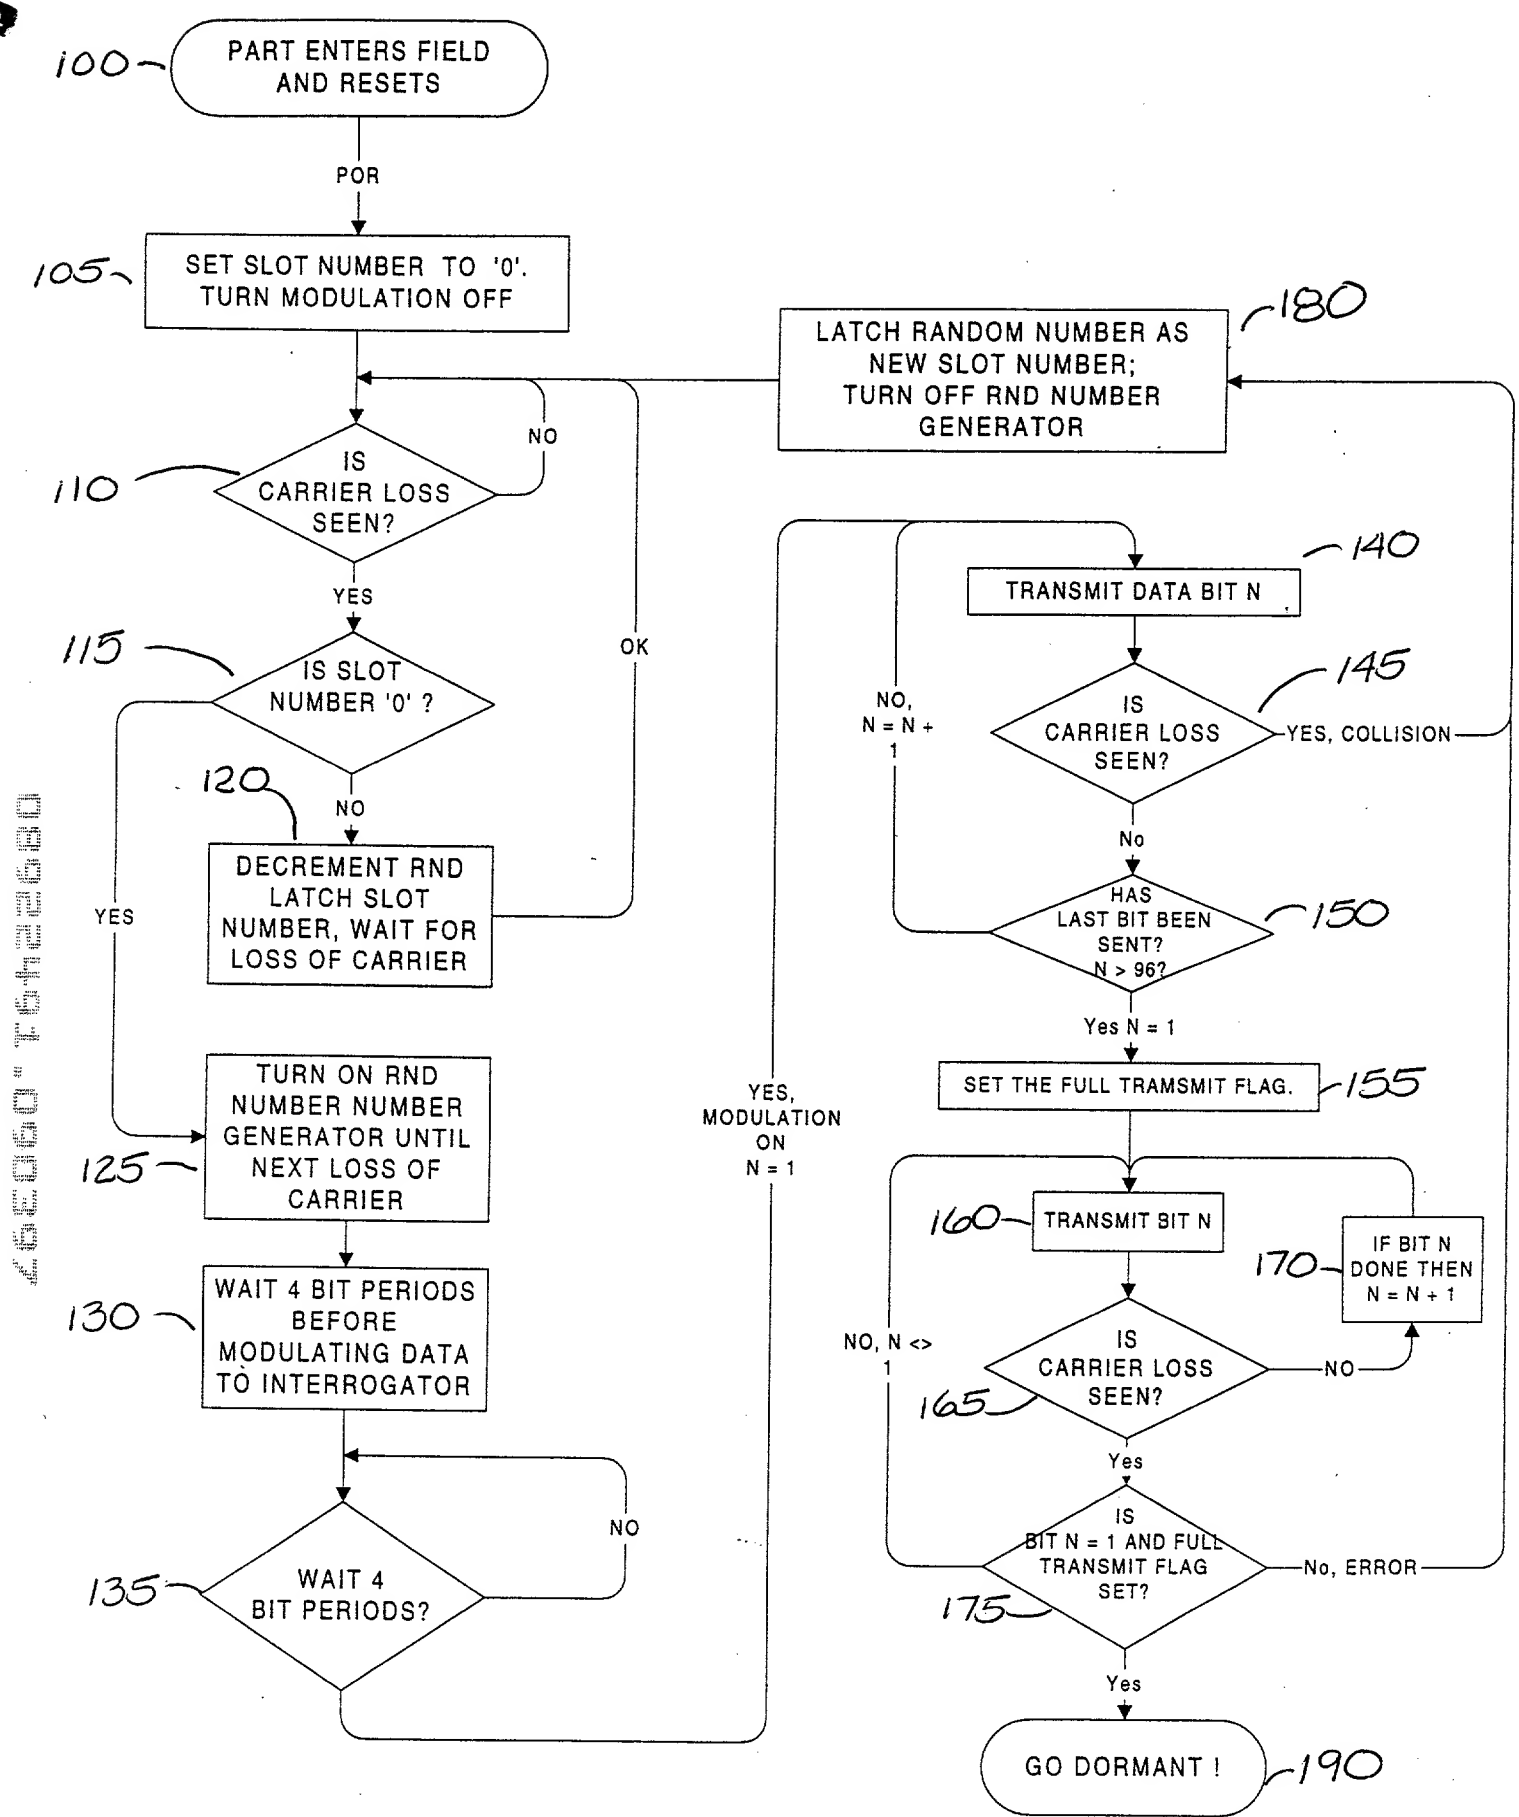 100
PART ENTERS FIELD
AND RESETS
POR
105
SET SLOT NUMBER TO '0'.
TURN MODULATION OFF
110
IS
CARRIER LOSS
SEEN?
NO
YES
115
IS SLOT
NUMBER '0' ?
OK
NO
YES
120
DECREMENT RND
LATCH SLOT
NUMBER, WAIT FOR
LOSS OF CARRIER
125
TURN ON RND
NUMBER NUMBER
GENERATOR UNTIL
NEXT LOSS OF
CARRIER
130
WAIT 4 BIT PERIODS
BEFORE
MODULATING DATA
TO INTERROGATOR
135
WAIT 4
BIT PERIODS?
NO
YES,
MODULATION
ON
N = 1
180
LATCH RANDOM NUMBER AS
NEW SLOT NUMBER;
TURN OFF RND NUMBER
GENERATOR
140
TRANSMIT DATA BIT N
145
IS
CARRIER LOSS
SEEN?
YES, COLLISION
NO,
N = N +
1
No
150
HAS
LAST BIT BEEN
SENT?
N > 96?
Yes N = 1
155
SET THE FULL TRAMSMIT FLAG.
160
TRANSMIT BIT N
170
IF BIT N
DONE THEN
N = N + 1
165
IS
CARRIER LOSS
SEEN?
NO
NO, N <>
1
Yes
175
IS
BIT N = 1 AND FULL
TRANSMIT FLAG
SET?
No, ERROR
Yes
GO DORMANT !
190